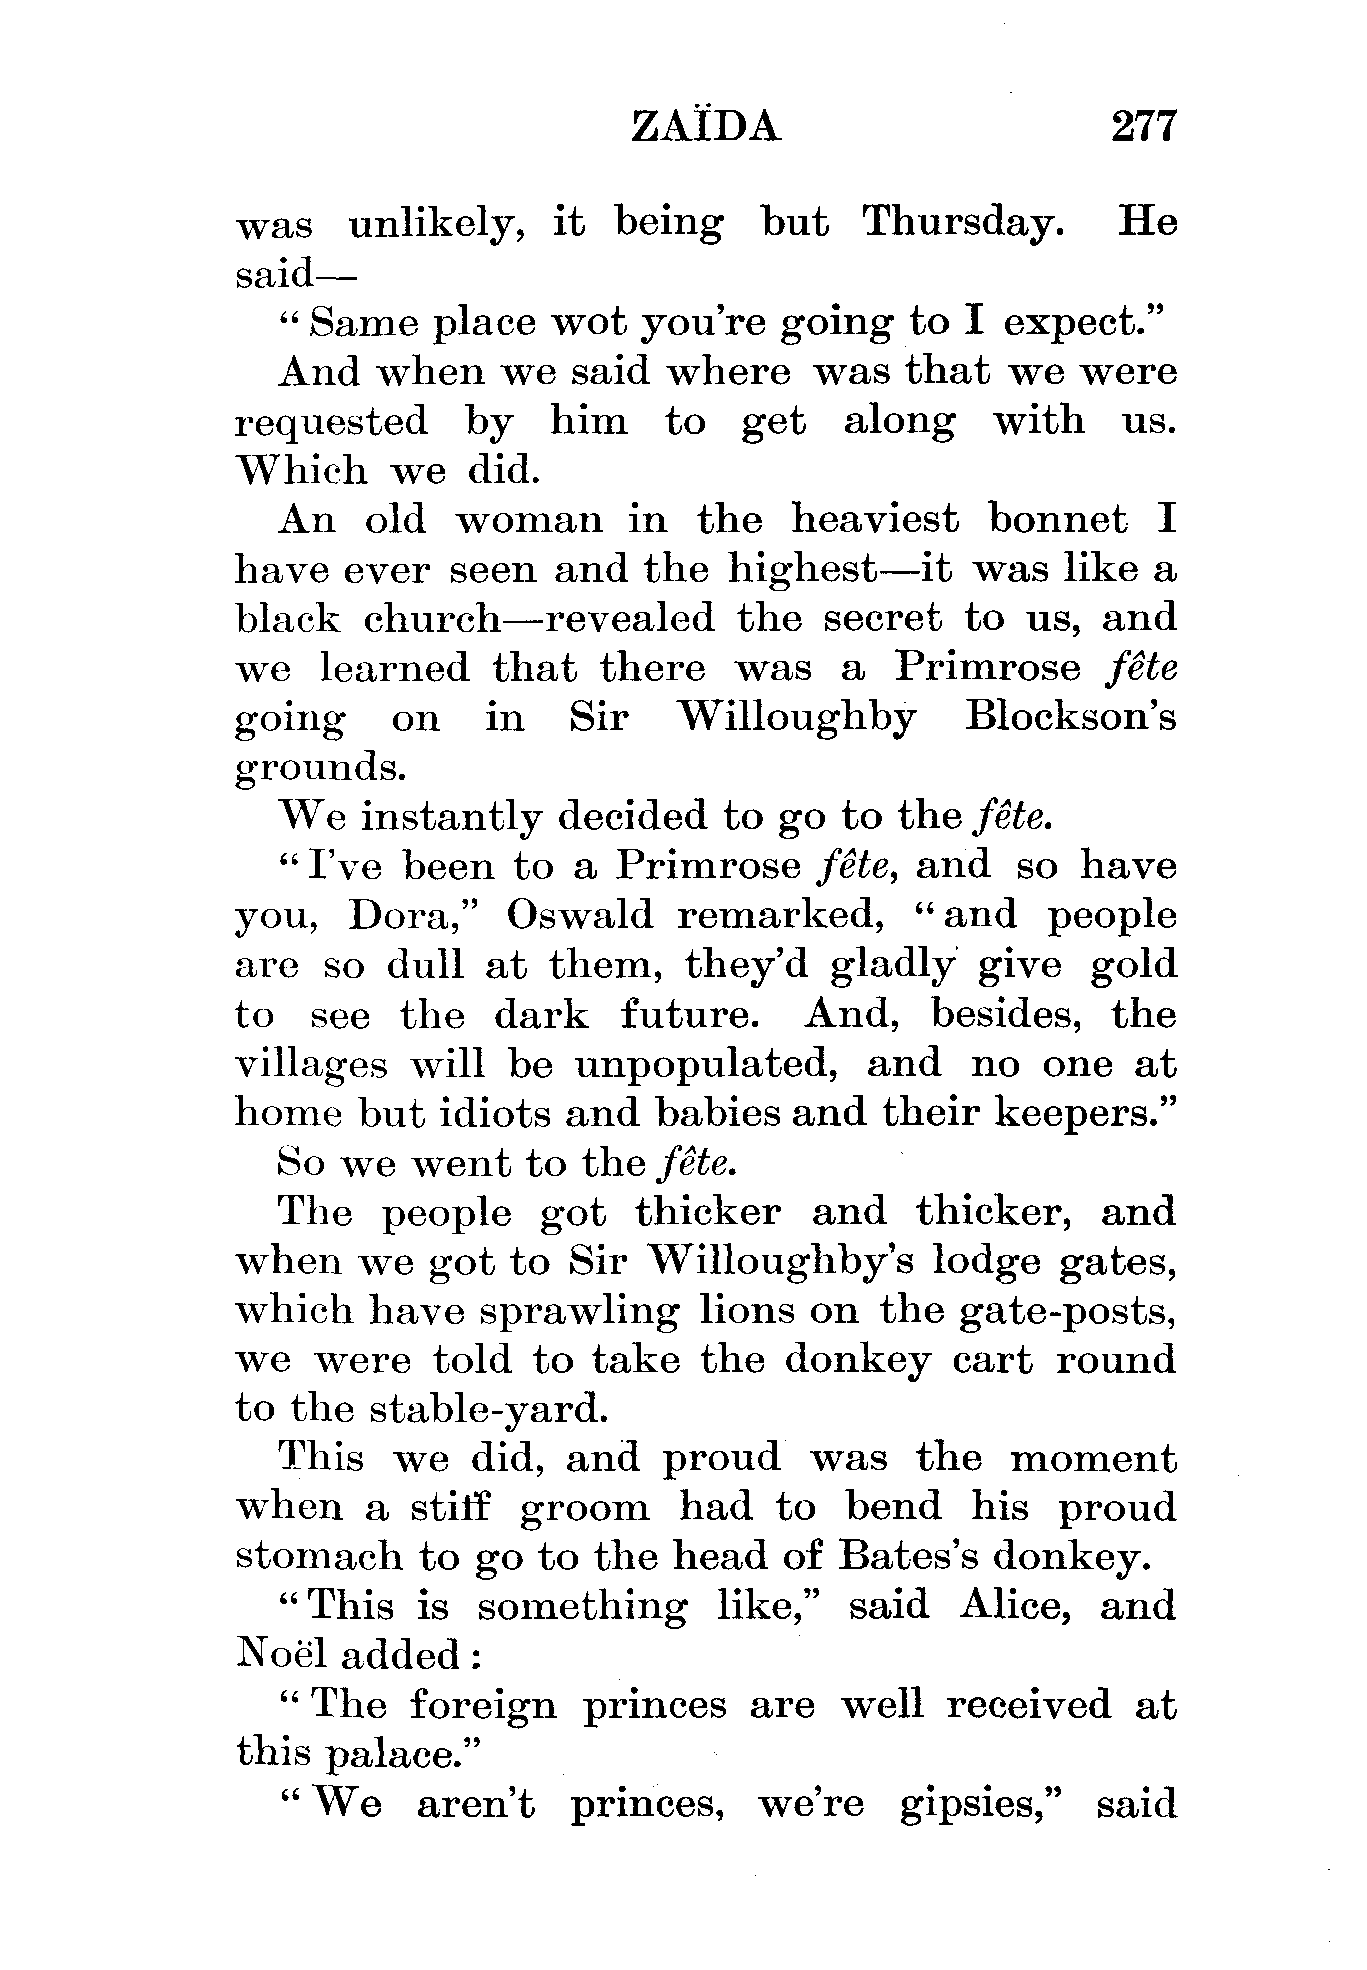 ZAÏDA 277
was unlikely, it being but Thursday. He
said—
“Same place wot you're going to I expect.”
And when we said where was that we were
requested by him to get along with us.
Which we did.
An old woman in the heaviest bonnet I
have ever seen and the highest—it was like a
black church—revealed the secret to us, and
we learned that there was a Primrose fête
going on in Sir Willoughby Blockson's
grounds.
We instantly decided to go to the fête.
“I've been to a Primrose fête, and so have
you, Dora,” Oswald remarked, “and people
are so dull at them, they'd gladly give gold
to see the dark future. And, besides, the
villages will be unpopulated, and no one at
home but idiots and babies and their keepers.”
So we went to the fête.
The people got thicker and thicker, and
when we got to Sir Willoughby's lodge gates,
which have sprawling lions on the gate-posts,
we were told to take the donkey cart round
to the stable-yard.
This we did, and proud was the moment
when a stiff groom had to bend his proud
stomach to go to the head of Bates's donkey.
“This is something like,” said Alice, and
Noël added:
“The foreign princes are well received at
this palace.”
“We aren't princes, we're gipsies,” said